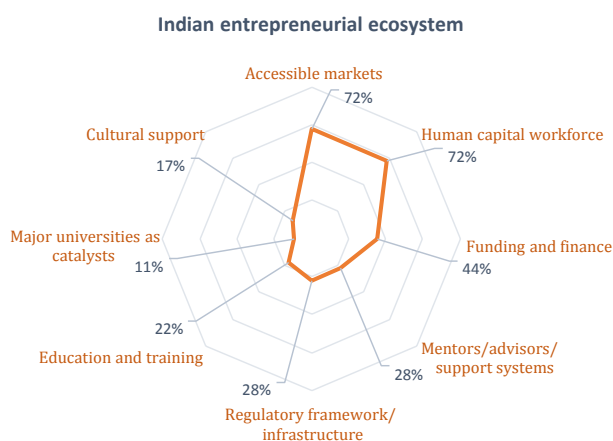 Indian entrepreneurial ecosystem
Accessible markets
72%
Human capital workforce
72%
Funding and finance
44%
Mentors/advisors/
support systems
28%
Regulatory framework/
infrastructure
28%
Education and training
22%
Major universities as
catalysts
11%
Cultural support
17%